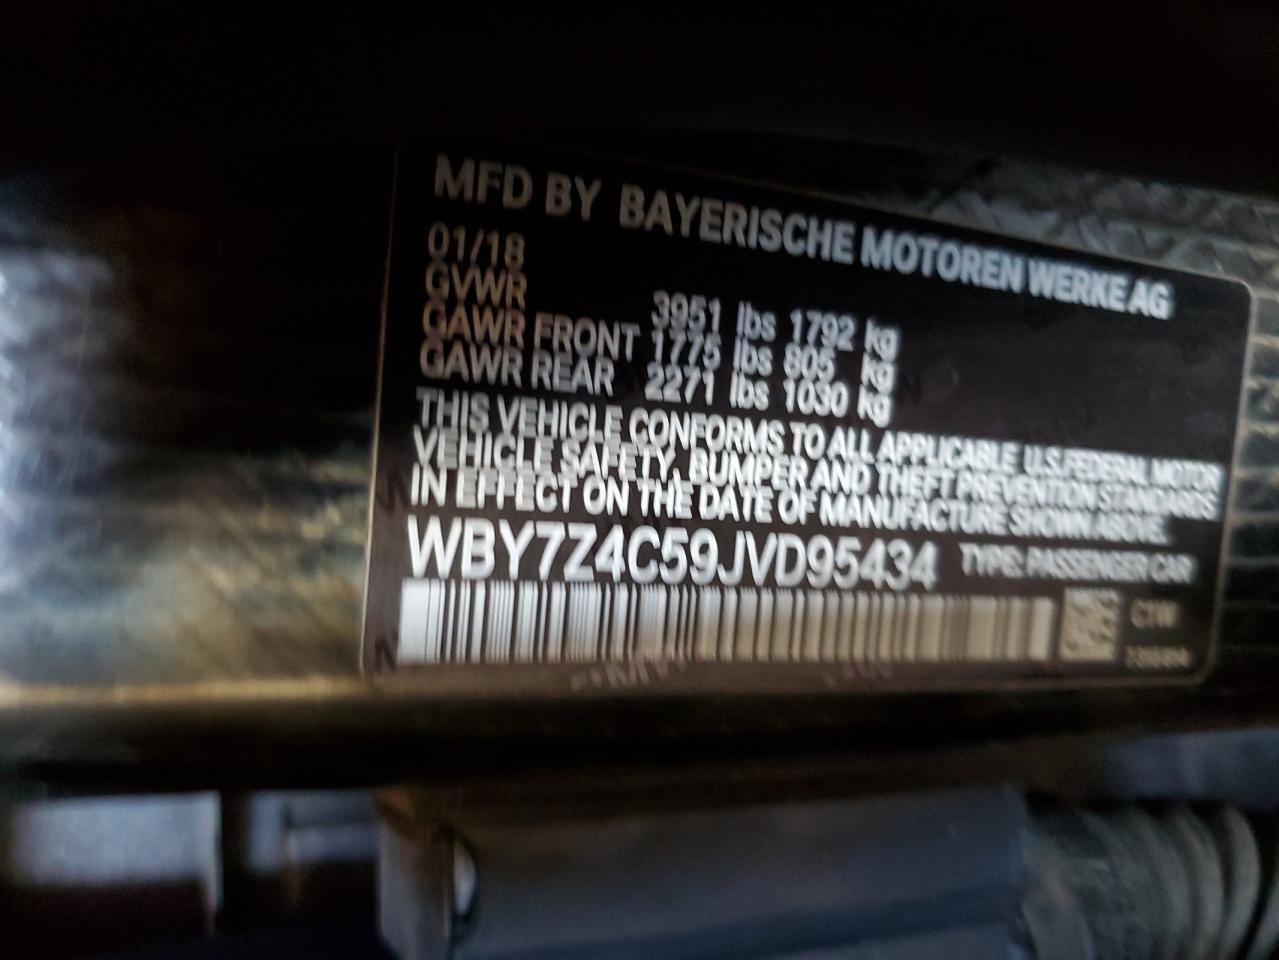 MFD BY BAYERISCHE MOTOREN WERKE AG
01/18
GVWR 3951 lbs 1792 kg
GAWR FRONT 1775 lbs 805 kg
GAWR REAR 2271 lbs 1030 kg
THIS VEHICLE CONFORMS TO ALL APPLICABLE U.S.FEDERAL MOTOR
VEHICLE SAFETY, BUMPER AND THEFT PREVENTION STANDARDS
IN EFFECT ON THE DATE OF MANUFACTURE SHOWN ABOVE.
WBY7Z4C59JVD95434 TYPE: PASSENGER CAR
C1W